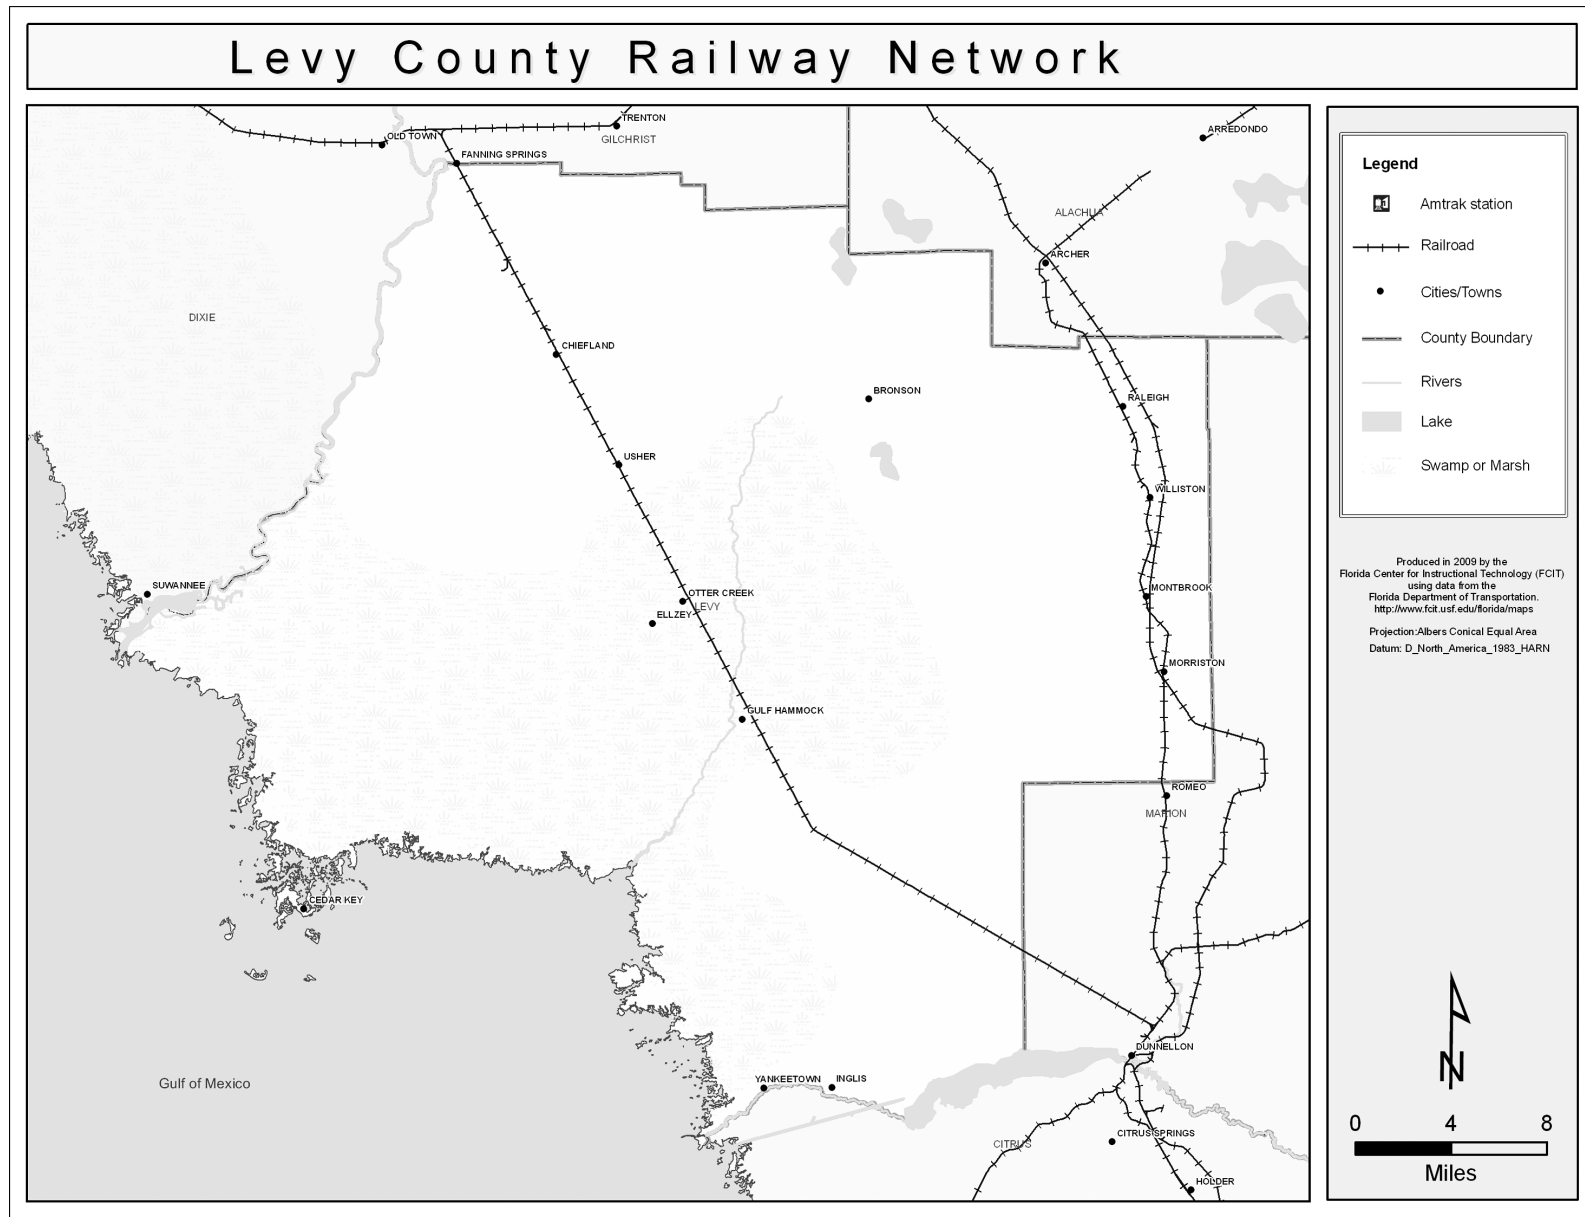 Levy County Railway Network
TRENTON
OLD TOWN
GILCHRIST
FANNING SPRINGS
ARREDONDO
ALACHUA
ARCHER
DIXIE
CHIEFLAND
BRONSON
RALEIGH
USHER
WILLISTON
SUWANNEE
MONTBROOK
OTTER CREEK
LEVY
ELLZEY
MORRISTON
GULF HAMMOCK
ROMEO
MARION
CEDAR KEY
DUNNELLON
Gulf of Mexico
YANKEETOWN
INGLIS
CITRUS SPRINGS
CITRUS
HOLDER
Legend
Amtrak station
Railroad
Cities/Towns
County Boundary
Rivers
Lake
Swamp or Marsh
Produced in 2009 by the
Florida Center for Instructional Technology (FCIT)
using data from the
Florida Department of Transportation.
http://www.fcit.usf.edu/florida/maps
Projection:Albers Conical Equal Area
Datum: D_North_America_1983_HARN
N
0 4 8
Miles